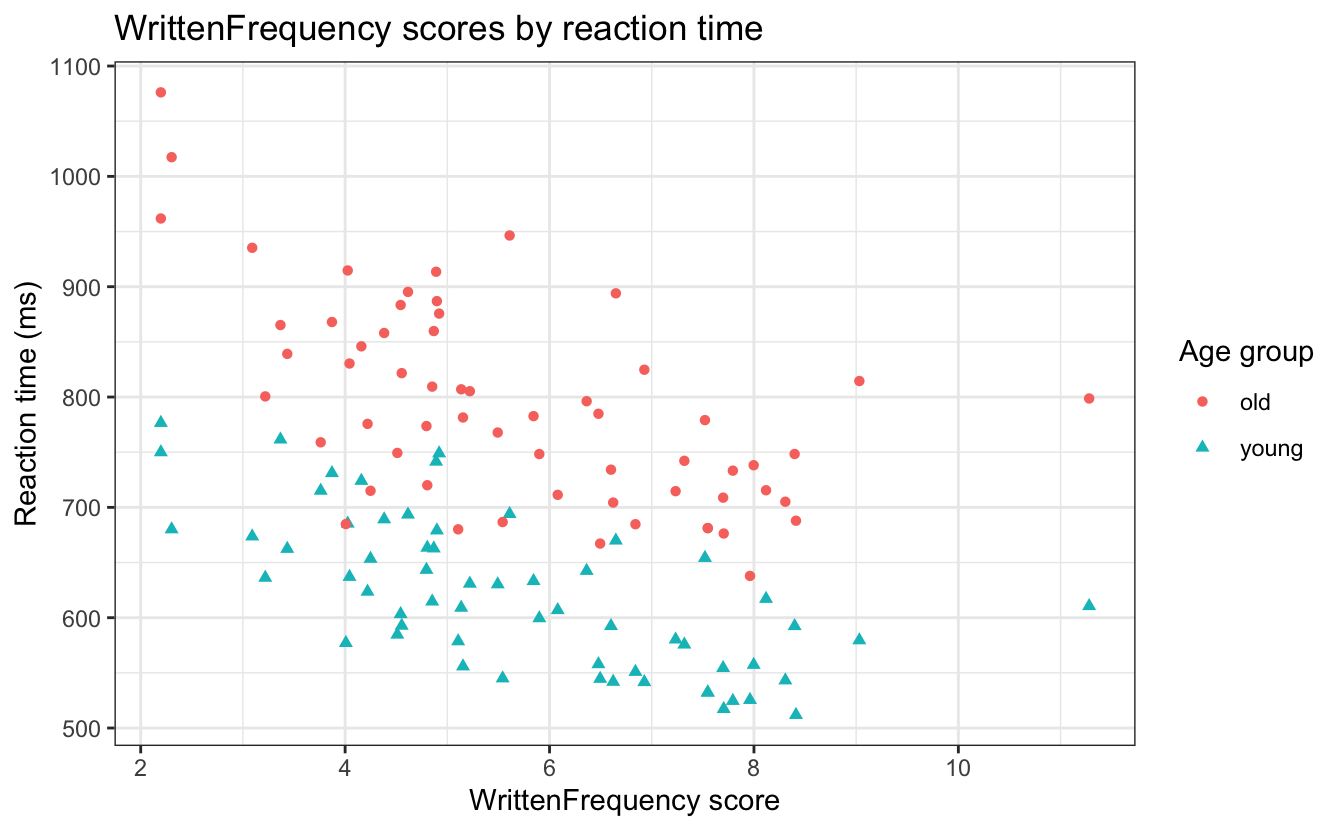 WrittenFrequency scores by reaction time
1100
1000
900
800
700
600
500
Reaction time (ms)
2 4 6 8 10
WrittenFrequency score
Age group
old
young